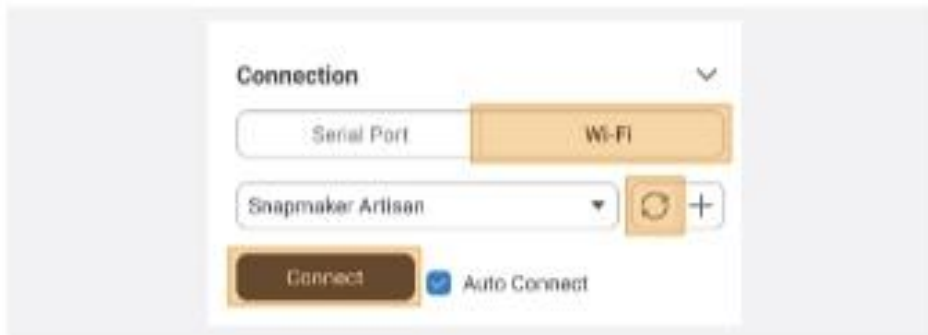 Connection
Serial Port Wi-Fi
Snapmaker Artisan
Connect Auto Connect